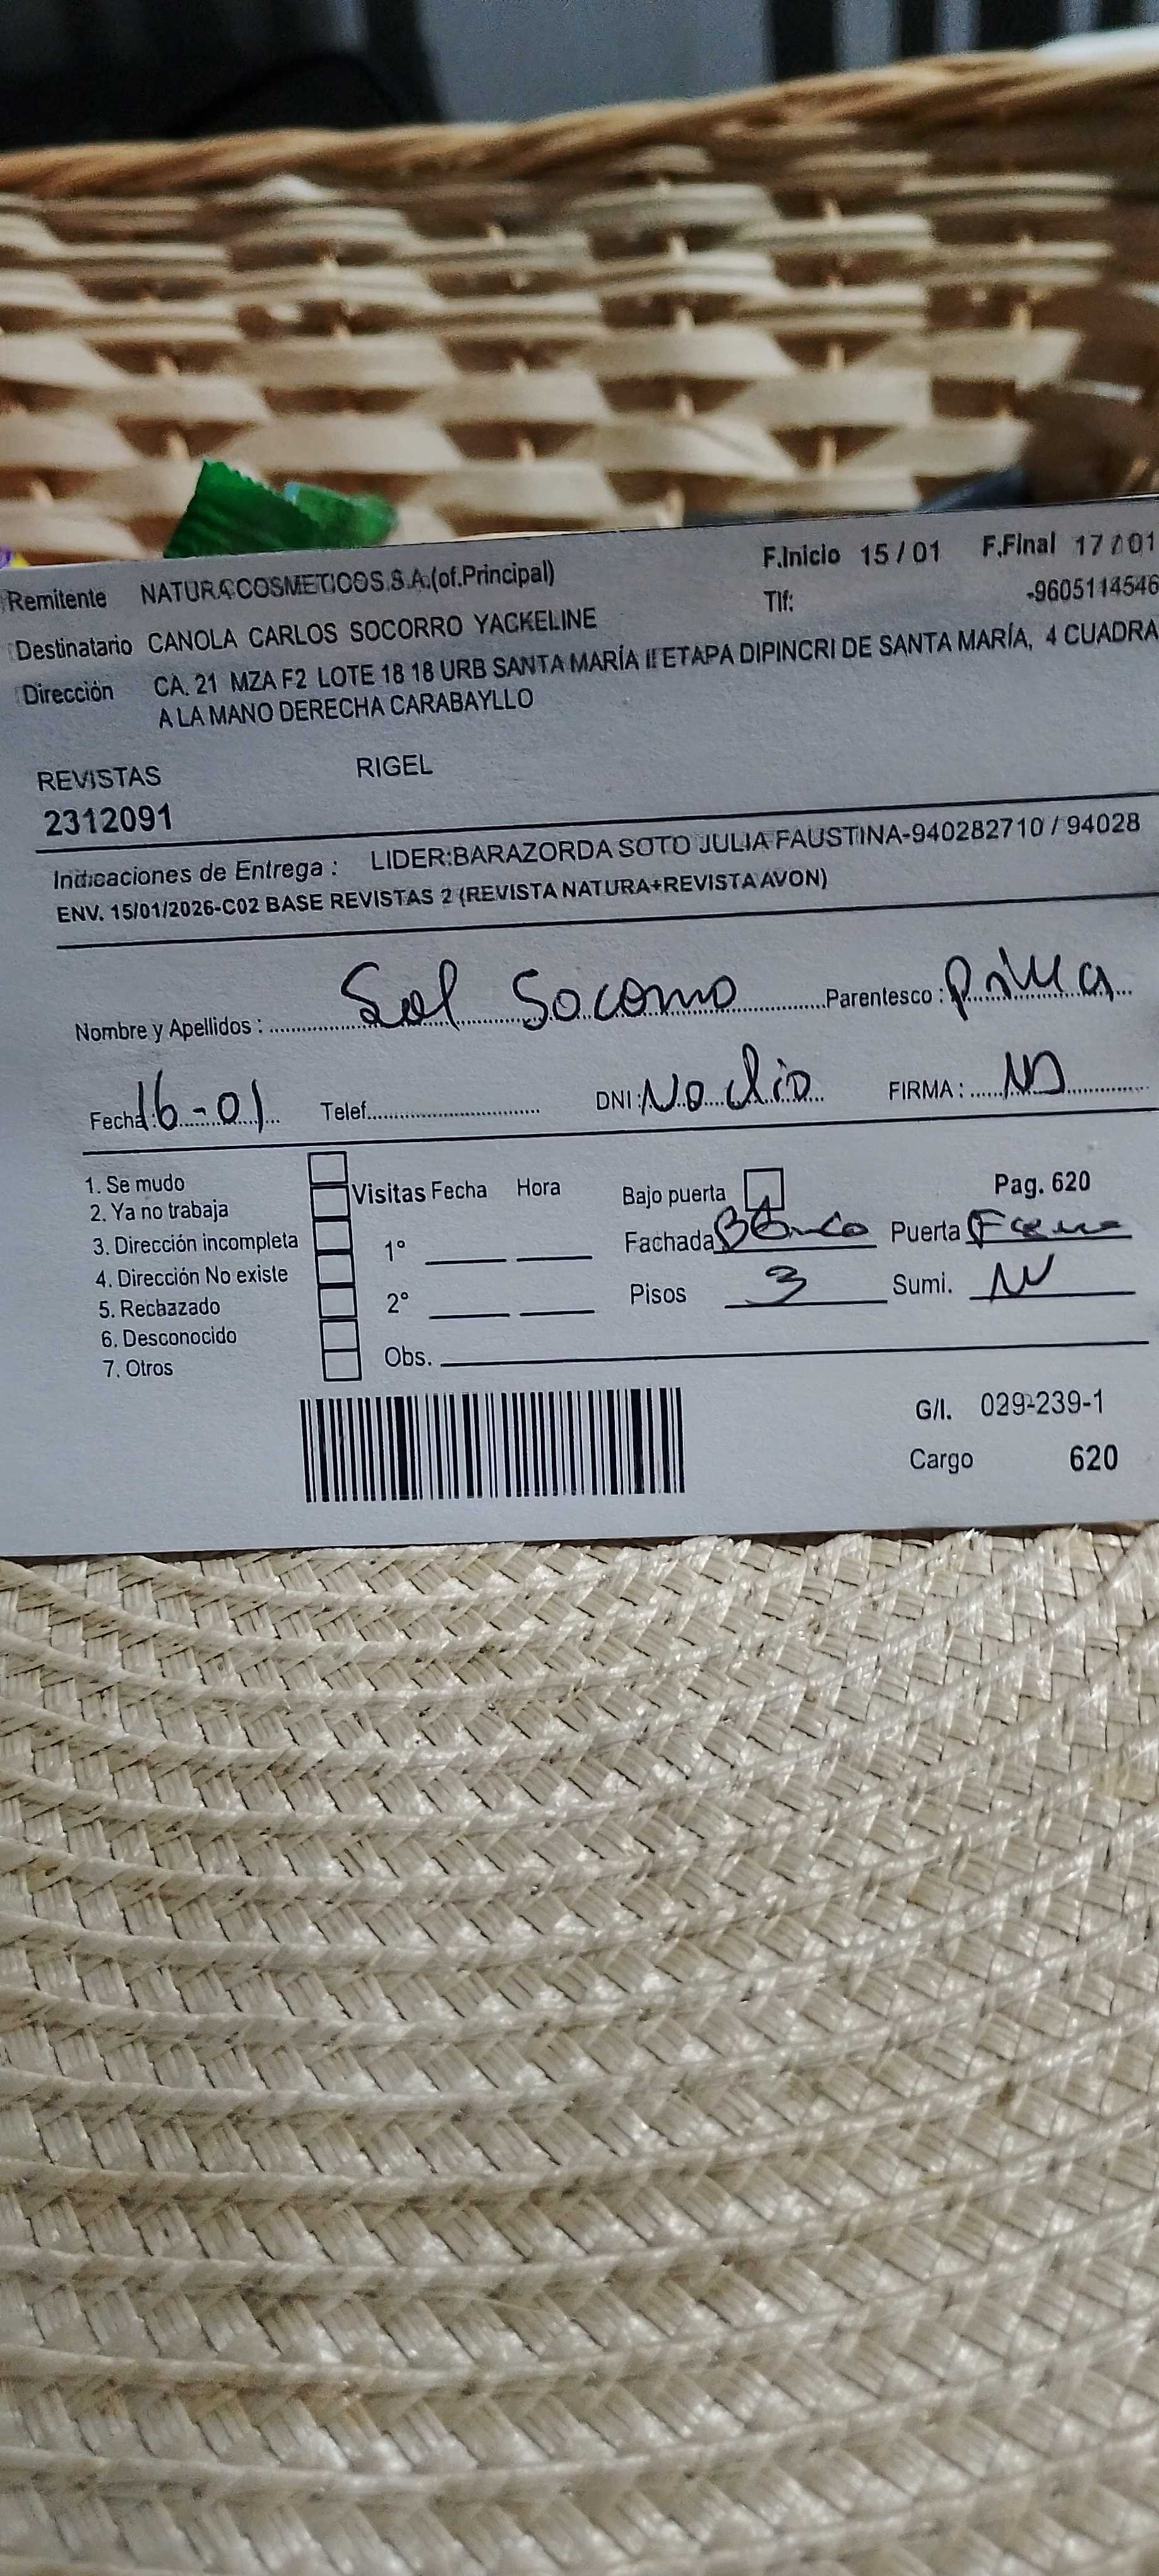 Remitente NATURA COSMETICOS.S.A.(of.Principal) F.Inicio 15 / 01 F.Final 17 / 01
Destinatario CANOLA CARLOS SOCORRO YACKELINE Tlf: -9605114546
Dirección CA. 21 MZA F2 LOTE 18 18 URB SANTA MARÍA II ETAPA DIPINCRI DE SANTA MARÍA, 4 CUADRA
A LA MANO DERECHA CARABAYLLO
REVISTAS RIGEL
2312091
Indicaciones de Entrega : LIDER:BARAZORDA SOTO JULIA FAUSTINA-940282710 / 94028
ENV. 15/01/2026-C02 BASE REVISTAS 2 (REVISTA NATURA+REVISTA AVON)
Nombre y Apellidos : Sol Socorro Parentesco : Prima
Fecha: 16-01 Telef. DNI: No dio FIRMA :
1. Se mudo
2. Ya no trabaja
3. Dirección incompleta
4. Dirección No existe
5. Rechazado
6. Desconocido
7. Otros
Visitas Fecha Hora
1°
2°
Obs.
Bajo puerta Pag. 620
Fachada Blanco Puerta
Pisos 3 Sumi.
G/I. 029-239-1
Cargo 620